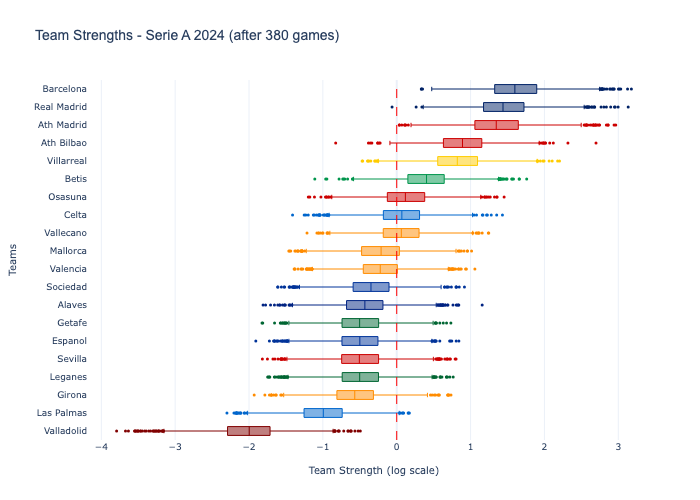 Team Strengths - Serie A 2024 (after 380 games)
Barcelona
Real Madrid
Ath Madrid
Ath Bilbao
Villarreal
Betis
Osasuna
Celta
Vallecano
Mallorca
Valencia
Sociedad
Alaves
Getafe
Espanol
Sevilla
Leganes
Girona
Las Palmas
Valladolid
Teams
−4 −3 −2 −1 0 1 2 3
Team Strength (log scale)